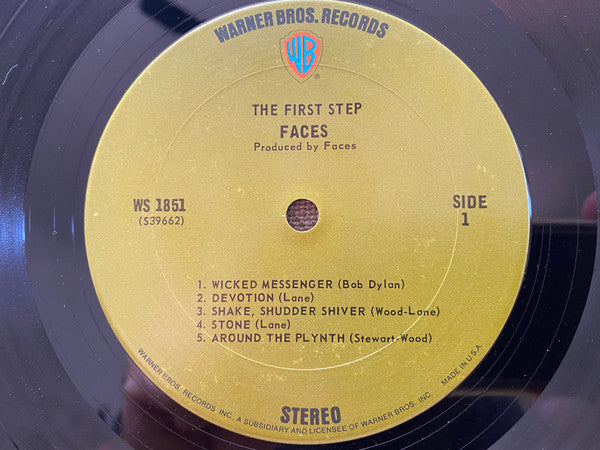 WARNER BROS. RECORDS
WB
®
THE FIRST STEP
FACES
Produced by Faces
WS 1851
(S39662)
SIDE
1
1. WICKED MESSENGER (Bob Dylan)
2. DEVOTION (Lane)
3. SHAKE, SHUDDER SHIVER (Wood-Lane)
4. STONE (Lane)
5. AROUND THE PLYNTH (Stewart-Wood)
STEREO
WARNER BROS. RECORDS INC. A SUBSIDIARY AND LICENSEE OF WARNER BROS. INC. MADE IN U.S.A.